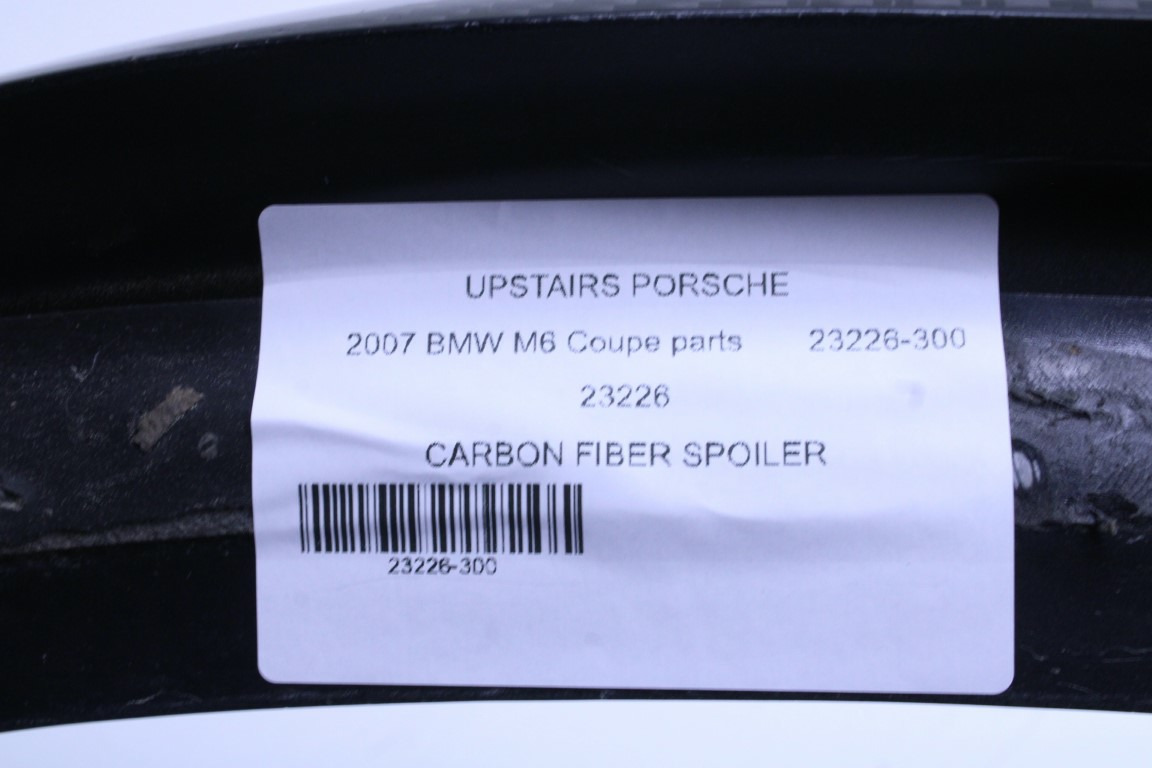 UPSTAIRS PORSCHE
2007 BMW M6 Coupe parts 23226-300
23226
CARBON FIBER SPOILER
23226-300